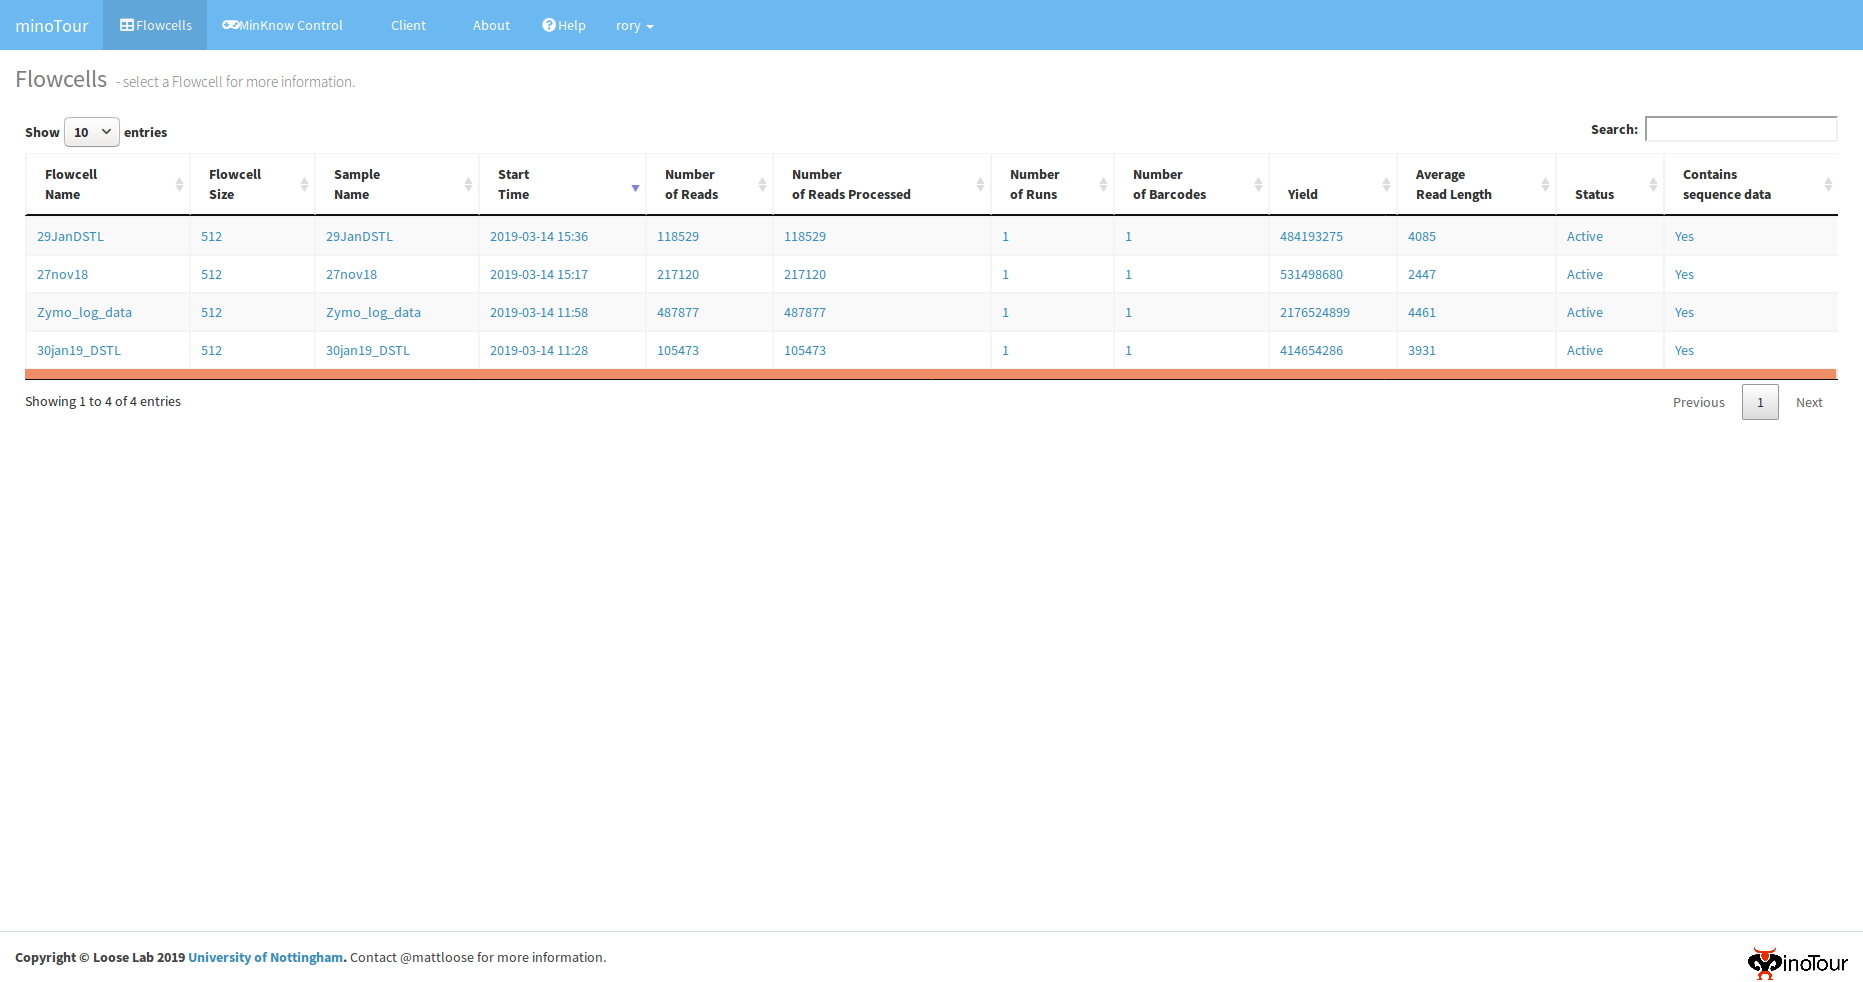 minoTour Flowcells MinKnow Control Client About Help rory
Flowcells - select a Flowcell for more information.
Show 10 entries Search:
Flowcell Name Flowcell Size Sample Name Start Time Number of Reads Number of Reads Processed Number of Runs Number of Barcodes Yield Average Read Length Status Contains sequence data
29JanDSTL 512 29JanDSTL 2019-03-14 15:36 118529 118529 1 1 484193275 4085 Active Yes
27nov18 512 27nov18 2019-03-14 15:17 217120 217120 1 1 531498680 2447 Active Yes
Zymo_log_data 512 Zymo_log_data 2019-03-14 11:58 487877 487877 1 1 2176524899 4461 Active Yes
30jan19_DSTL 512 30jan19_DSTL 2019-03-14 11:28 105473 105473 1 1 414654286 3931 Active Yes
Showing 1 to 4 of 4 entries Previous 1 Next
Copyright © Loose Lab 2019 University of Nottingham. Contact @mattloose for more information. minoTour